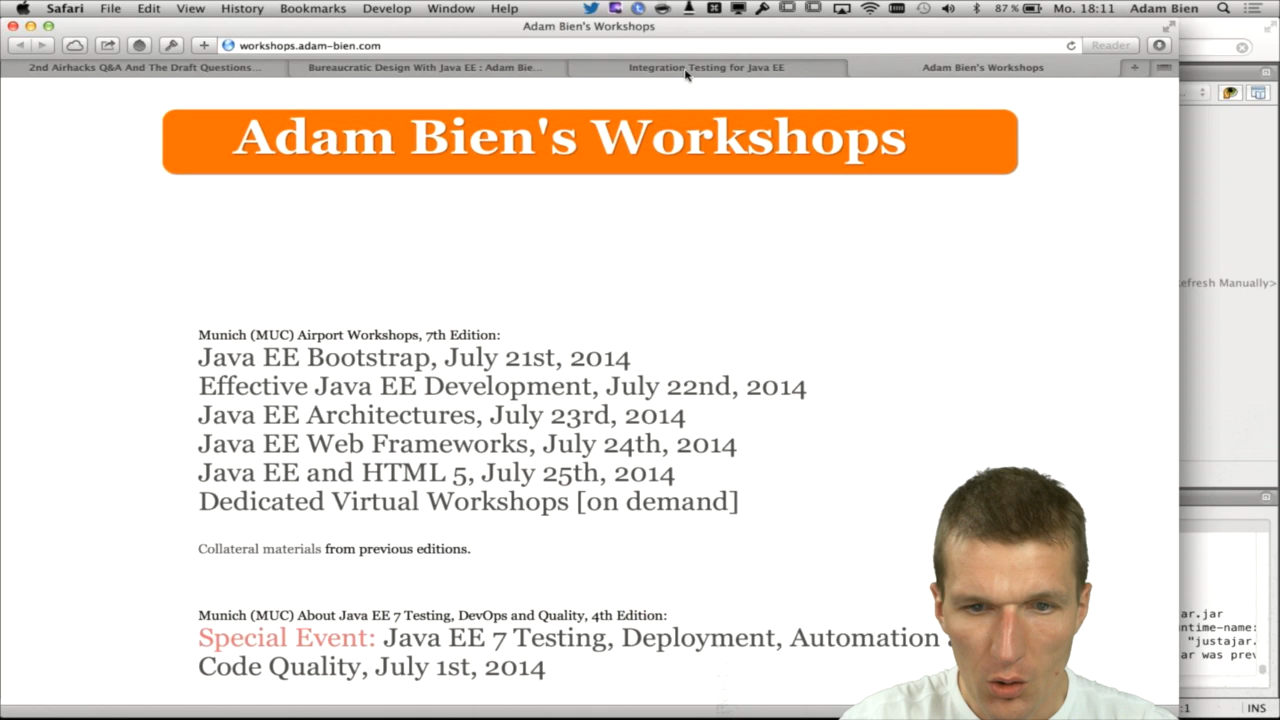 Safari File Edit View History Bookmarks Develop Window Help 87 % Mo. 18:11 Adam Bien
Adam Bien's Workshops
workshops.adam-bien.com Reader
2nd Airhacks Q&A And The Draft Questions... Bureaucratic Design With Java EE : Adam Bie... Integration Testing for Java EE Adam Bien's Workshops
Adam Bien's Workshops
efresh Manually>
Munich (MUC) Airport Workshops, 7th Edition:
Java EE Bootstrap, July 21st, 2014
Effective Java EE Development, July 22nd, 2014
Java EE Architectures, July 23rd, 2014
Java EE Web Frameworks, July 24th, 2014
Java EE and HTML 5, July 25th, 2014
Dedicated Virtual Workshops [on demand]
Collateral materials from previous editions.
Munich (MUC) About Java EE 7 Testing, DevOps and Quality, 4th Edition:
Special Event: Java EE 7 Testing, Deployment, Automation
Code Quality, July 1st, 2014
ar.jar
ntime-name:
"justajar.
ar was prev
:1 INS